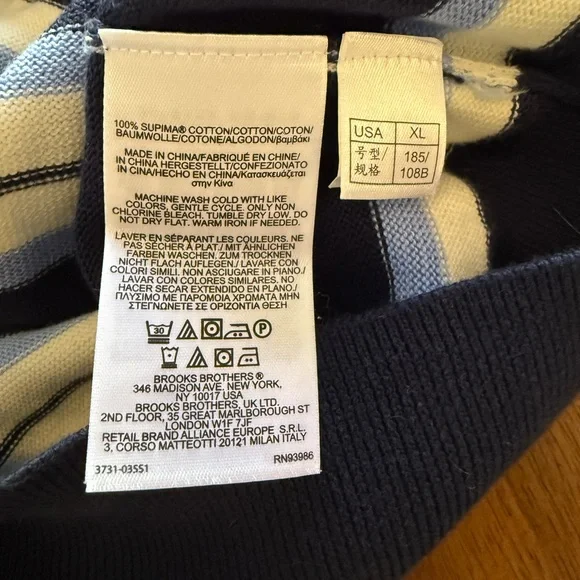 100% SUPIMA® COTTON/COTON/COTON/
BAUMWOLLE/COTONE/ALGODON/βαμβάκι
MADE IN CHINA/FABRIQUÉ EN CHINE/
IN CHINA HERGESTELLT/CONFEZIONATO
IN CINA/HECHO EN CHINA/Κατασκευάζεται
στην Κίνα
MACHINE WASH COLD WITH LIKE
COLORS, GENTLE CYCLE. ONLY NON
CHLORINE BLEACH. TUMBLE DRY LOW. DO
NOT DRY FLAT. WARM IRON IF NEEDED.
LAVER EN SÉPARANT LES COULEURS. NE
PAS SÉCHER À PLAT./ MIT ÄHNLICHEN
FARBEN WASCHEN. ZUM TROCKNEN
NICHT FLACH AUFLEGEN./ LAVARE CON
COLORI SIMILI. NON ASCIUGARE IN PIANO./
LAVAR CON COLORES SIMILARES. NO
HACER SECAR EXTENDIDO EN PLANO./
ΠΛΥΣΙΜΟ ΜΕ ΠΑΡΟΜΟΙΑ ΧΡΩΜΑΤΑ ΜΗΝ
ΣΤΕΓΝΩΣΕΤΕ ΣΕ ΟΡΙΖΟΝΤΙΑ ΘΕΣΗ
30 P
BROOKS BROTHERS ®
346 MADISON AVE. NEW YORK,
NY 10017 USA
BROOKS BROTHERS, UK LTD.
2ND FLOOR, 35 GREAT MARLBOROUGH ST
LONDON W1F 7JF
RETAIL BRAND ALLIANCE EUROPE S.R.L.
3, CORSO MATTEOTTI 20121 MILAN ITALY
3731-03551 RN93986
USA XL
号型/ 185/
规格 108B